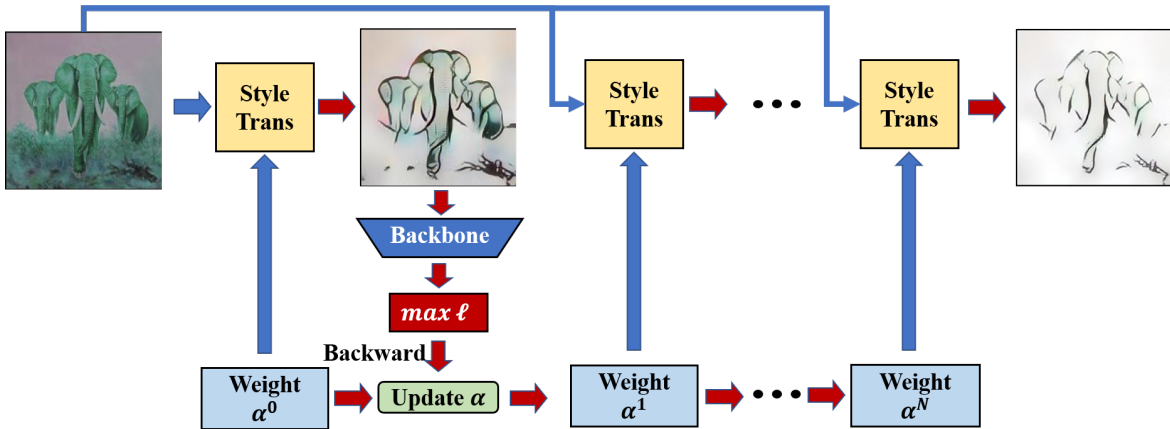 Style
Trans
Style
Trans
...
Style
Trans
Backbone
max ℓ
Backward
Weight
α⁰
Update α
Weight
α¹
...
Weight
αᴺ